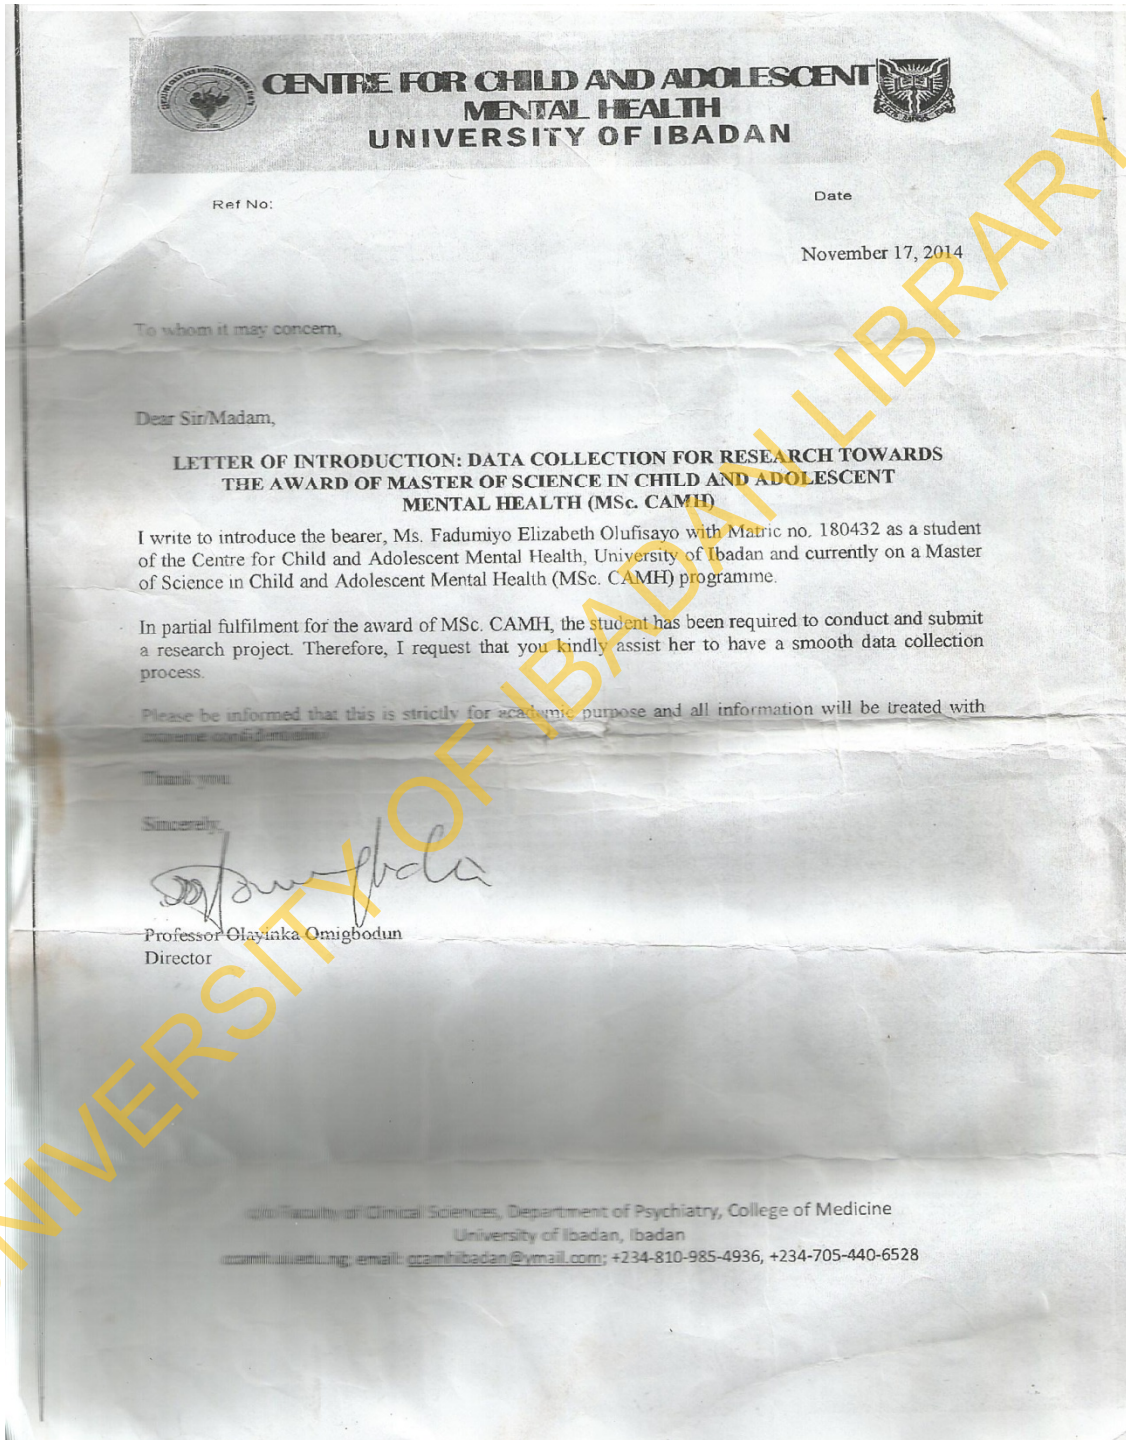 CENTRE FOR CHILD AND ADOLESCENT
MENTAL HEALTH
UNIVERSITY OF IBADAN
Ref No:
Date
November 17, 2014
To whom it may concern,
Dear Sir/Madam,
LETTER OF INTRODUCTION: DATA COLLECTION FOR RESEARCH TOWARDS
THE AWARD OF MASTER OF SCIENCE IN CHILD AND ADOLESCENT
MENTAL HEALTH (MSc. CAMH)
I write to introduce the bearer, Ms. Fadumiyo Elizabeth Olufisayo with Matric no. 180432 as a student
of the Centre for Child and Adolescent Mental Health, University of Ibadan and currently on a Master
of Science in Child and Adolescent Mental Health (MSc. CAMH) programme.
In partial fulfilment for the award of MSc. CAMH, the student has been required to conduct and submit
a research project. Therefore, I request that you kindly assist her to have a smooth data collection
process.
Please be informed that this is strictly for academic purpose and all information will be treated with
Thank you.
Sincerely,
Professor Olayinka Omigbodun
Director
c/o Faculty of Clinical Sciences, Department of Psychiatry, College of Medicine
University of Ibadan, Ibadan
email: ccamhibadan@ymail.com; +234-810-985-4936, +234-705-440-6528
UNIVERSITY OF IBADAN LIBRARY